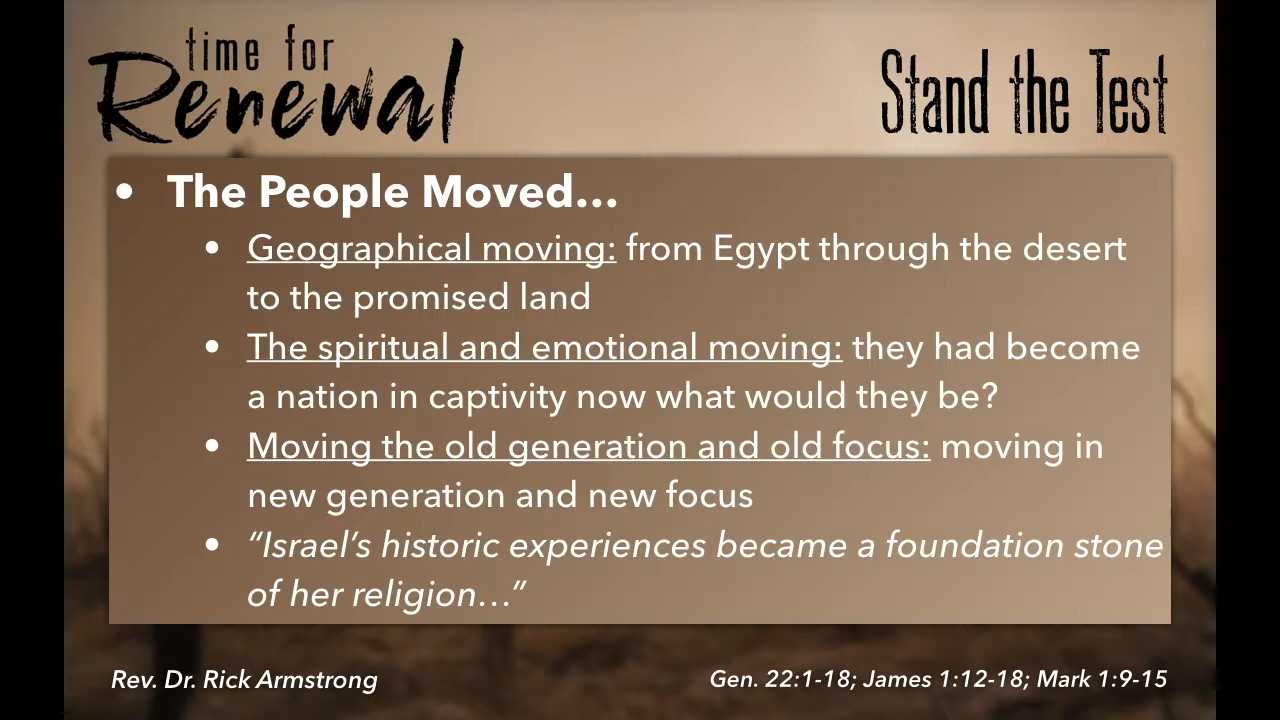 time for
Renewal
Stand the Test
• The People Moved...
• Geographical moving: from Egypt through the desert
to the promised land
• The spiritual and emotional moving: they had become
a nation in captivity now what would they be?
• Moving the old generation and old focus: moving in
new generation and new focus
• “Israel’s historic experiences became a foundation stone
of her religion...”
Rev. Dr. Rick Armstrong
Gen. 22:1-18; James 1:12-18; Mark 1:9-15